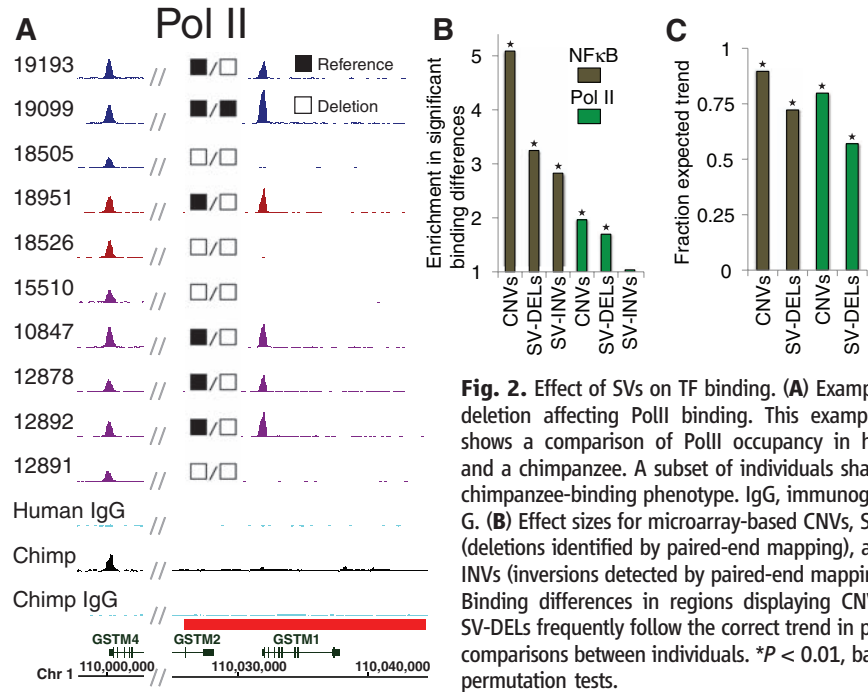 A
Pol II
19193
■/□
■ Reference
19099
■/■
□ Deletion
18505
□/□
18951
■/□
18526
□/□
15510
□/□
10847
■/□
12878
■/□
12892
■/□
12891
□/□
Human IgG
Chimp
Chimp IgG
GSTM4
GSTM2
GSTM1
Chr 1
110,000,000
110,030,000
110,040,000
B
Enrichment in significant
binding differences
5
4
3
2
1
NFκB
Pol II
* * * * *
CNVs
SV-DELs
SV-INVs
CNVs
SV-DELs
SV-INVs
C
Fraction expected trend
1
0.75
0.5
0.25
0
* * * *
CNVs
SV-DELs
CNVs
SV-DELs
Fig. 2. Effect of SVs on TF binding. (A) Examp
deletion affecting PolII binding. This examp
shows a comparison of PolII occupancy in h
and a chimpanzee. A subset of individuals sha
chimpanzee-binding phenotype. IgG, immunog
G. (B) Effect sizes for microarray-based CNVs, S
(deletions identified by paired-end mapping), a
INVs (inversions detected by paired-end mappin
Binding differences in regions displaying CNV
SV-DELs frequently follow the correct trend in p
comparisons between individuals. *P < 0.01, ba
permutation tests.